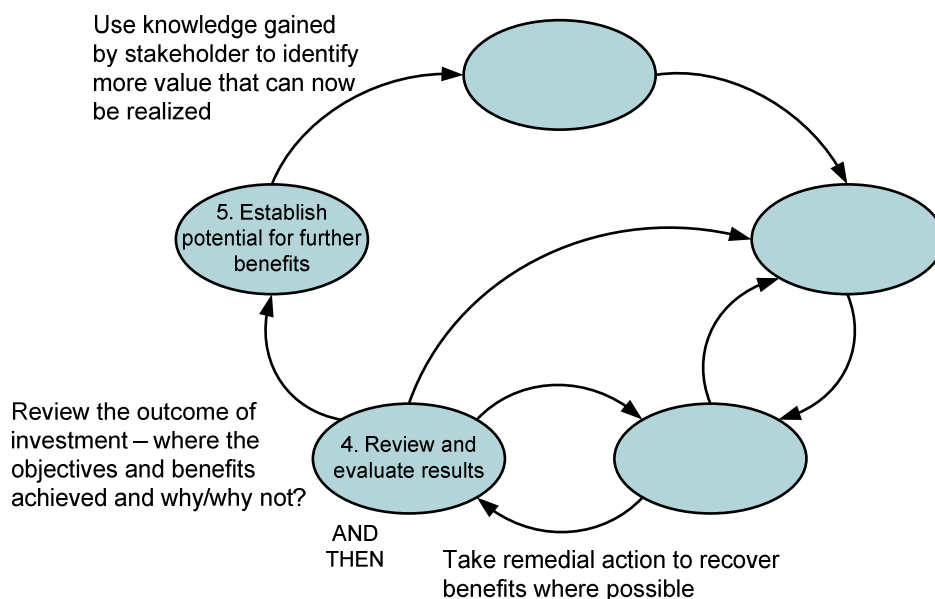 Use knowledge gained
by stakeholder to identify
more value that can now
be realized
5. Establish
potential for further
benefits
Review the outcome of
investment – where the
objectives and benefits
achieved and why/why not?
4. Review and
evaluate results
AND
THEN
Take remedial action to recover
benefits where possible